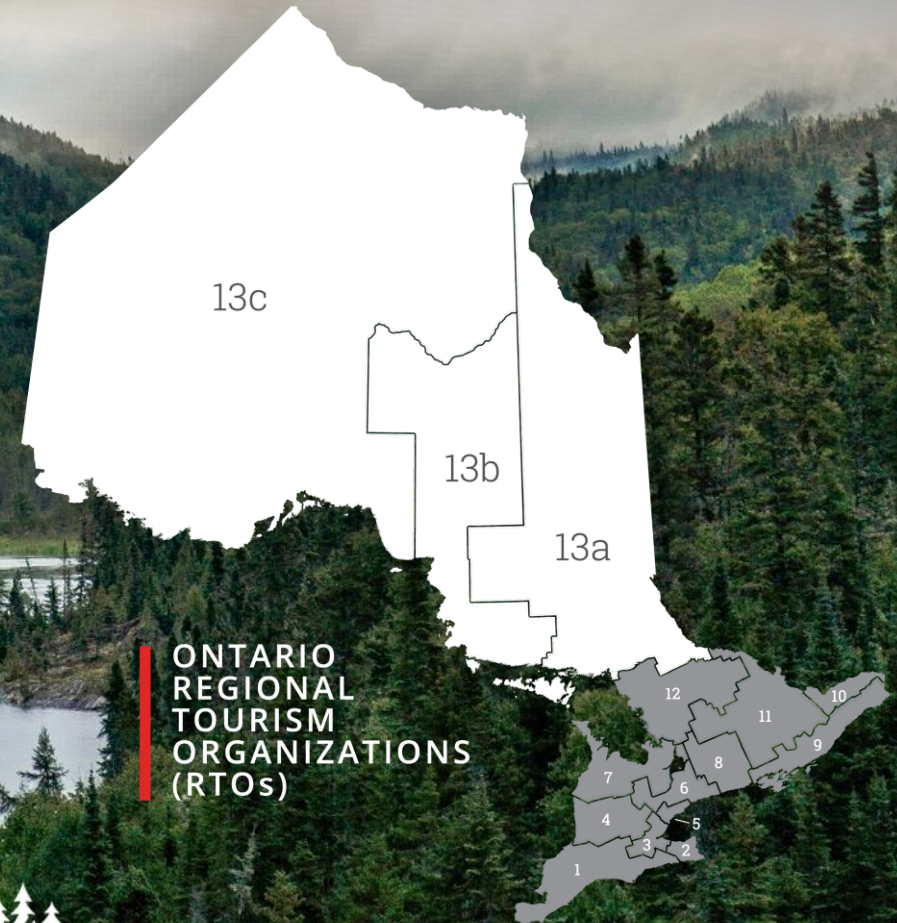 13c
13b
13a
ONTARIO
REGIONAL
TOURISM
ORGANIZATIONS
(RTOs)
12
10
11
9
8
7
6
4
5
3
2
1